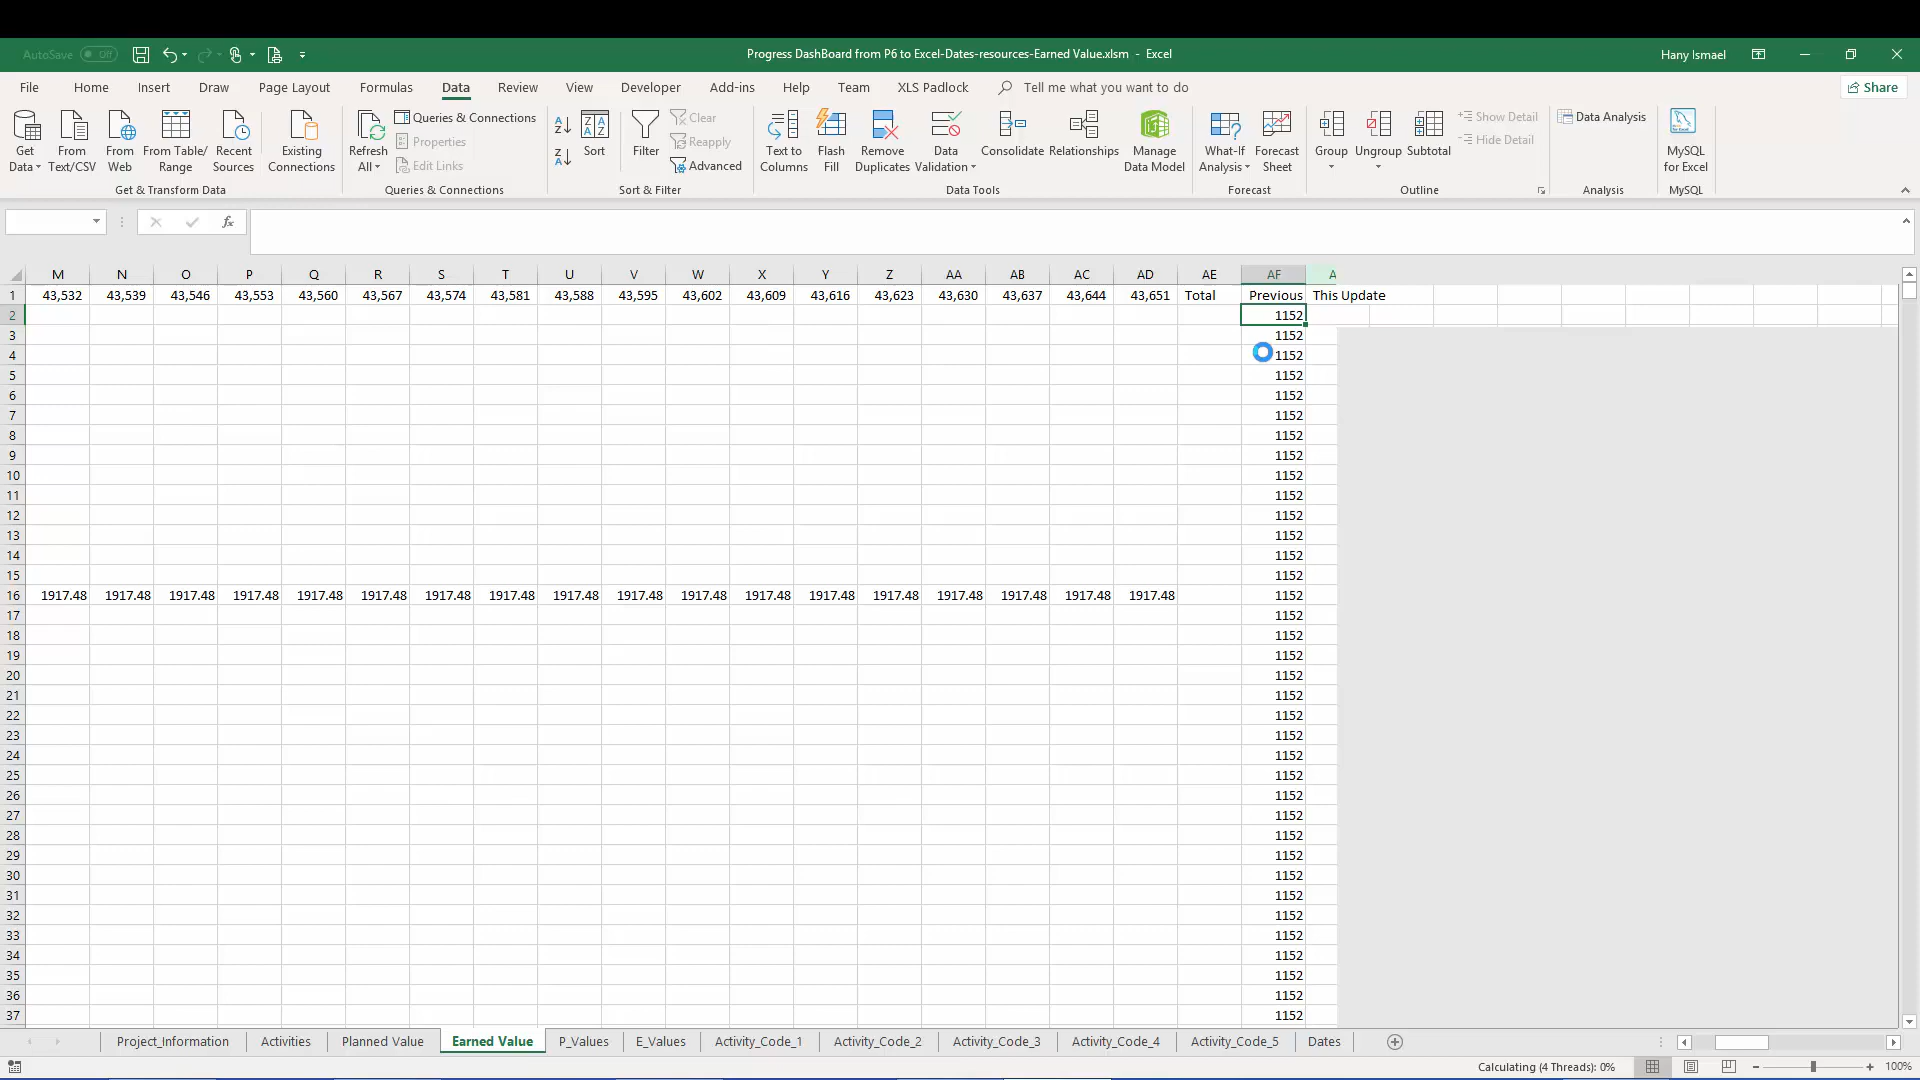 AutoSave Off
Progress DashBoard from P6 to Excel-Dates-resources-Earned Value.xlsm - Excel
Hany Ismael
File Home Insert Draw Page Layout Formulas Data Review View Developer Add-ins Help Team XLS Padlock Tell me what you want to do Share
Get Data
From Text/CSV
From Web
From Table/ Range
Recent Sources
Existing Connections
Get & Transform Data
Refresh All
Queries & Connections
Properties
Edit Links
Queries & Connections
Sort
Filter
Clear
Reapply
Advanced
Sort & Filter
Text to Columns
Flash Fill
Remove Duplicates
Data Validation
Consolidate
Relationships
Manage Data Model
Data Tools
What-If Analysis
Forecast Sheet
Forecast
Group
Ungroup
Subtotal
Show Detail
Hide Detail
Outline
Data Analysis
Analysis
MySQL for Excel
MySQL
fx
M N O P Q R S T U V W X Y Z AA AB AC AD AE AF A
1 43,532 43,539 43,546 43,553 43,560 43,567 43,574 43,581 43,588 43,595 43,602 43,609 43,616 43,623 43,630 43,637 43,644 43,651 Total Previous This Update
2 1152
3 1152
4 1152
5 1152
6 1152
7 1152
8 1152
9 1152
10 1152
11 1152
12 1152
13 1152
14 1152
15 1152
16 1917.48 1917.48 1917.48 1917.48 1917.48 1917.48 1917.48 1917.48 1917.48 1917.48 1917.48 1917.48 1917.48 1917.48 1917.48 1917.48 1917.48 1917.48 1152
17 1152
18 1152
19 1152
20 1152
21 1152
22 1152
23 1152
24 1152
25 1152
26 1152
27 1152
28 1152
29 1152
30 1152
31 1152
32 1152
33 1152
34 1152
35 1152
36 1152
37 1152
Project_Information Activities Planned Value Earned Value P_Values E_Values Activity_Code_1 Activity_Code_2 Activity_Code_3 Activity_Code_4 Activity_Code_5 Dates
Calculating (4 Threads): 0% 100%